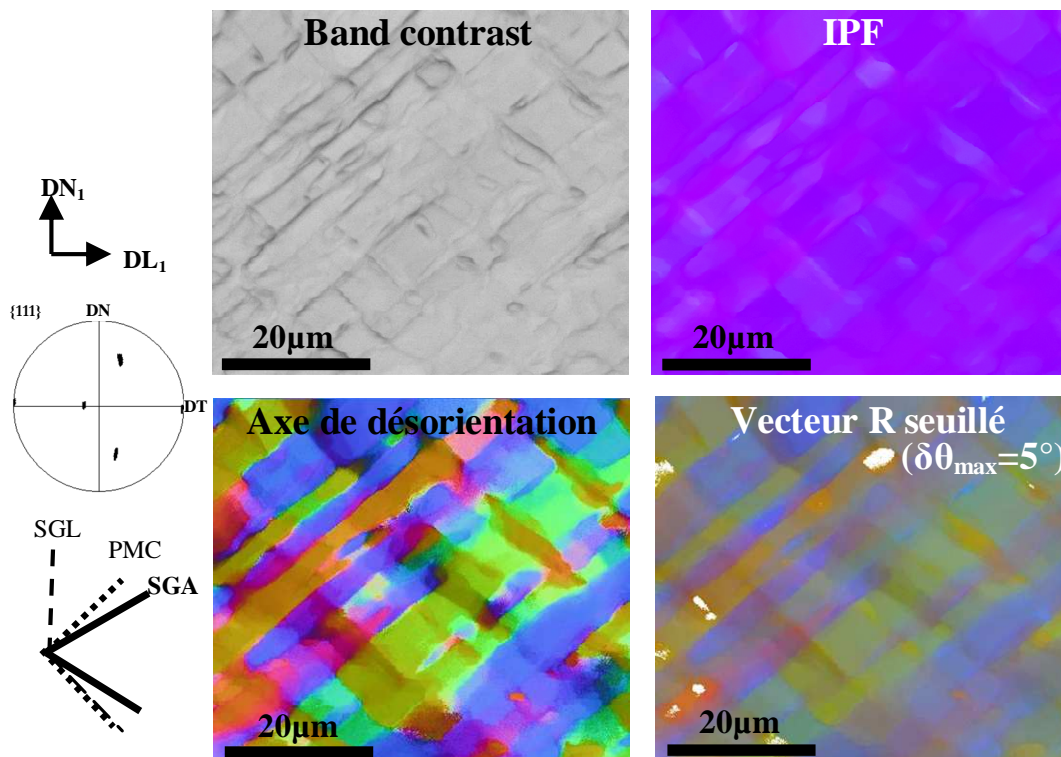 Band contrast
IPF
20µm
20µm
DN₁
DL₁
{111}
DN
DT
Axe de désorientation
Vecteur R seuillé
(δθmax=5°)
SGL
PMC
SGA
20µm
20µm